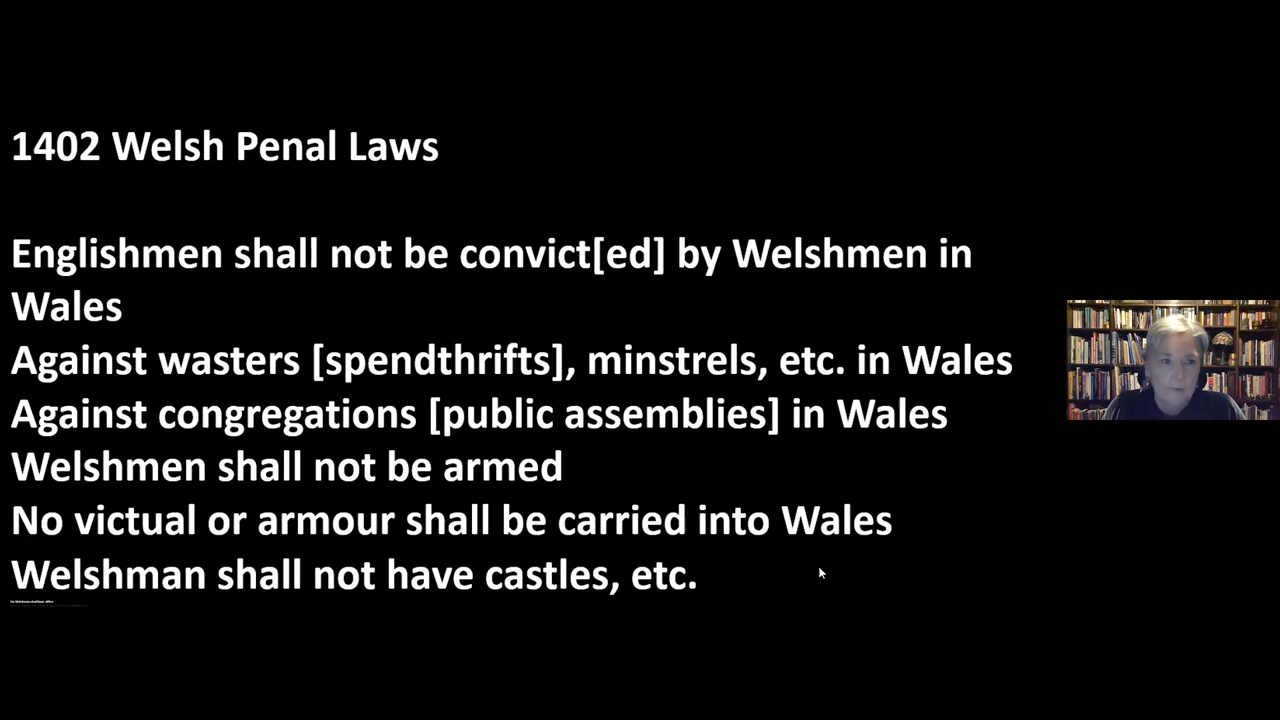 1402 Welsh Penal Laws
Englishmen shall not be convict[ed] by Welshmen in
Wales
Against wasters [spendthrifts], minstrels, etc. in Wales
Against congregations [public assemblies] in Wales
Welshmen shall not be armed
No victual or armour shall be carried into Wales
Welshman shall not have castles, etc.